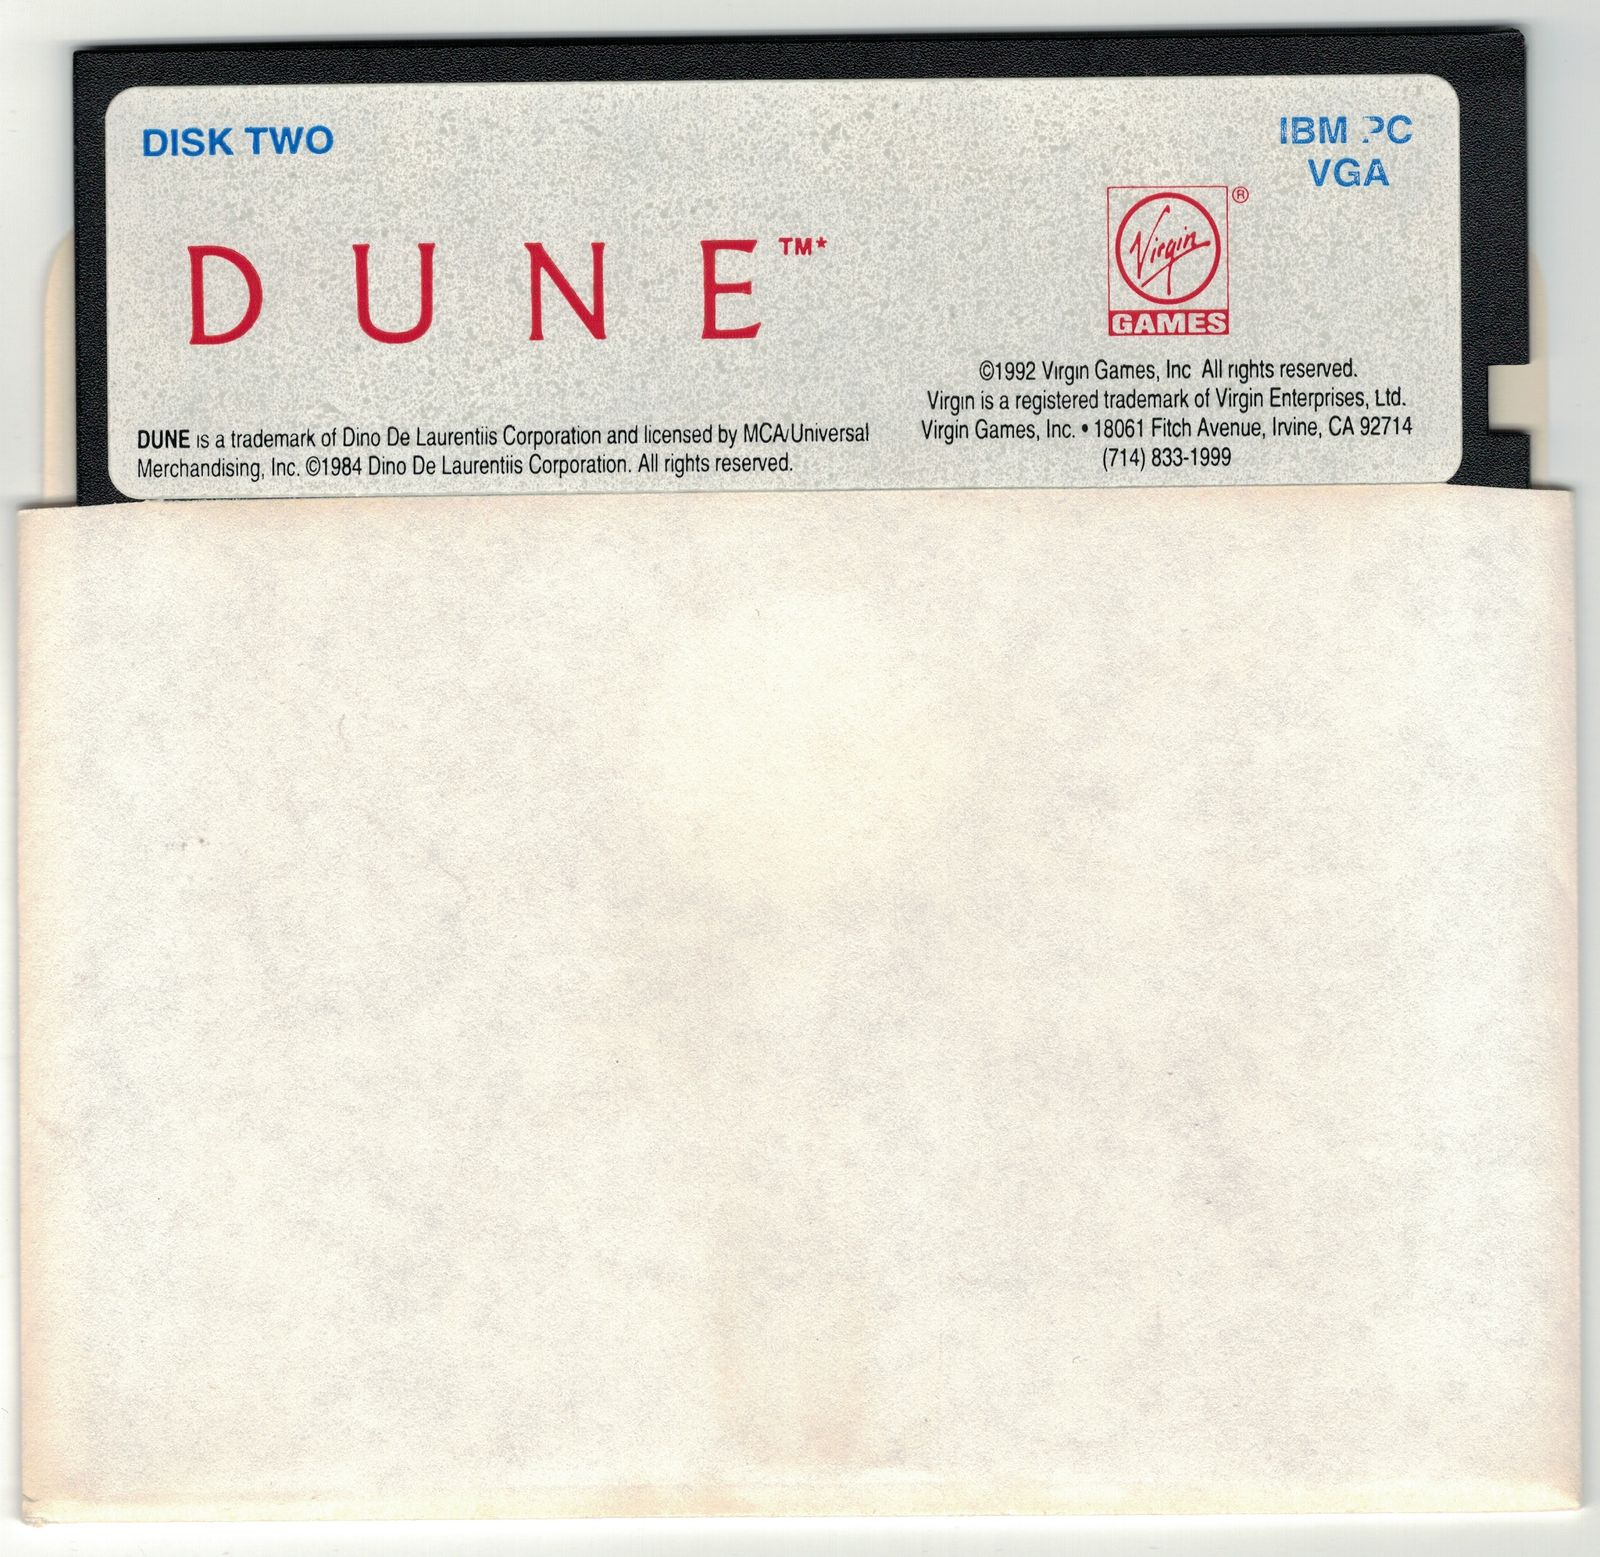 DISK TWO
IBM PC
VGA
DUNE™*
Virgin®
GAMES
©1992 Virgin Games, Inc All rights reserved.
Virgin is a registered trademark of Virgin Enterprises, Ltd.
Virgin Games, Inc. • 18061 Fitch Avenue, Irvine, CA 92714
(714) 833-1999
DUNE is a trademark of Dino De Laurentiis Corporation and licensed by MCA/Universal
Merchandising, Inc. ©1984 Dino De Laurentiis Corporation. All rights reserved.